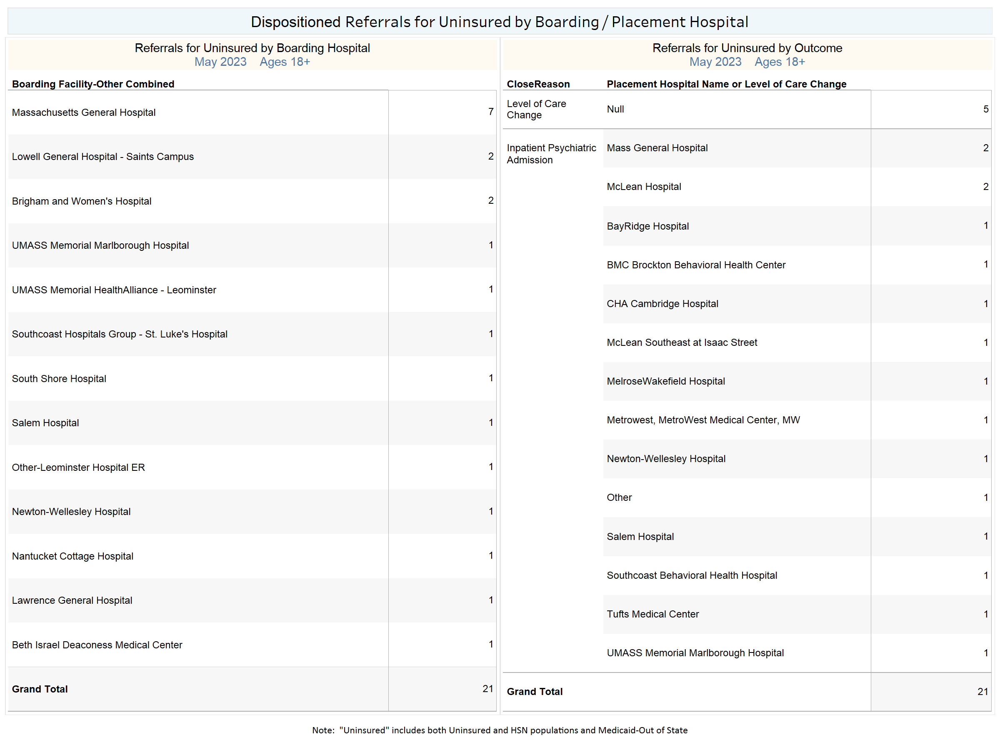 Dispositioned Referrals for Uninsured by Boarding / Placement Hospital
Referrals for Uninsured by Boarding Hospital
May 2023 Ages 18+
Boarding Facility-Other Combined
Massachusetts General Hospital 7
Lowell General Hospital - Saints Campus 2
Brigham and Women's Hospital 2
UMASS Memorial Marlborough Hospital 1
UMASS Memorial HealthAlliance - Leominster 1
Southcoast Hospitals Group - St. Luke's Hospital 1
South Shore Hospital 1
Salem Hospital 1
Other-Leominster Hospital ER 1
Newton-Wellesley Hospital 1
Nantucket Cottage Hospital 1
Lawrence General Hospital 1
Beth Israel Deaconess Medical Center 1
Grand Total 21
Referrals for Uninsured by Outcome
May 2023 Ages 18+
CloseReason Placement Hospital Name or Level of Care Change
Level of Care
Change
Null 5
Inpatient Psychiatric
Admission
Mass General Hospital 2
McLean Hospital 2
BayRidge Hospital 1
BMC Brockton Behavioral Health Center 1
CHA Cambridge Hospital 1
McLean Southeast at Isaac Street 1
MelroseWakefield Hospital 1
Metrowest, MetroWest Medical Center, MW 1
Newton-Wellesley Hospital 1
Other 1
Salem Hospital 1
Southcoast Behavioral Health Hospital 1
Tufts Medical Center 1
UMASS Memorial Marlborough Hospital 1
Grand Total 21
Note: "Uninsured" includes both Uninsured and HSN populations and Medicaid-Out of State